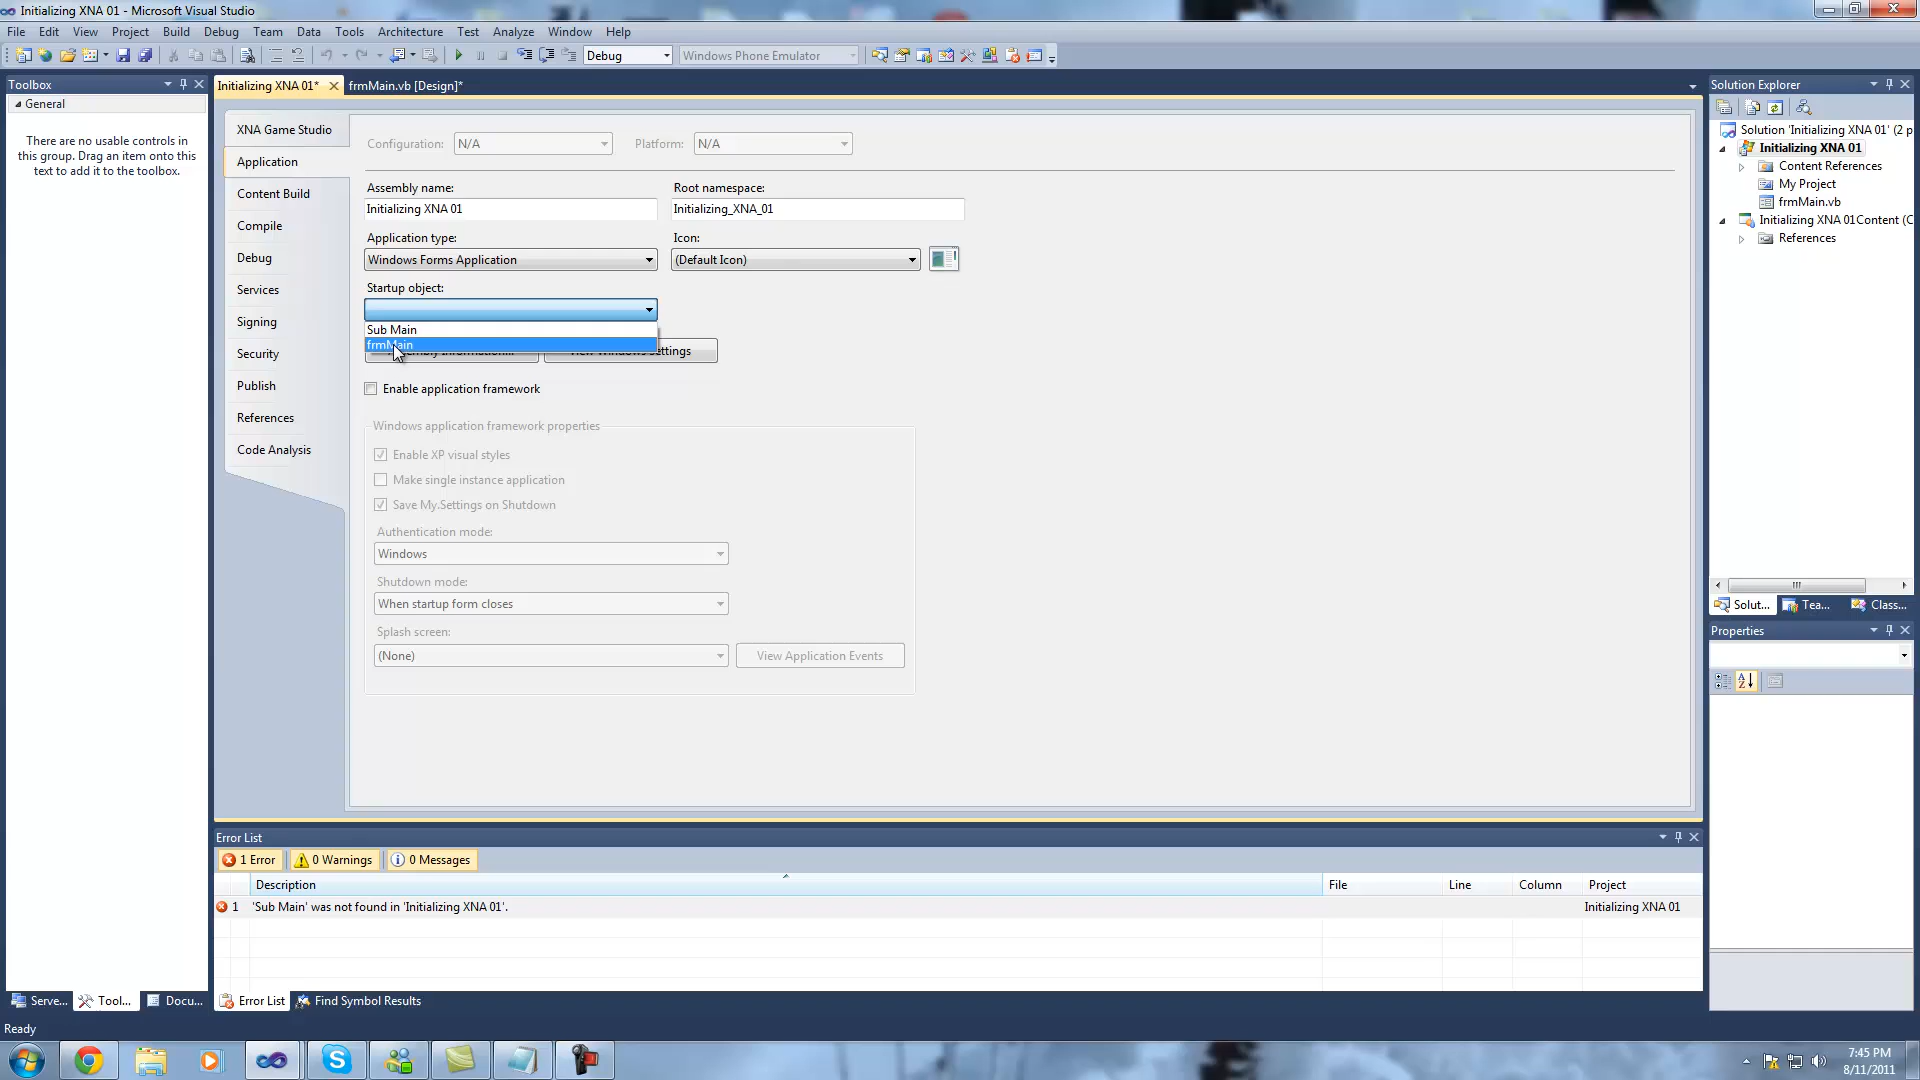 Initializing XNA 01 - Microsoft Visual Studio
File Edit View Project Build Debug Team Data Tools Architecture Test Analyze Window Help
Debug Windows Phone Emulator
Toolbox
General
There are no usable controls in
this group. Drag an item onto this
text to add it to the toolbox.
Initializing XNA 01* frmMain.vb [Design]*
XNA Game Studio
Application
Content Build
Compile
Debug
Services
Signing
Security
Publish
References
Code Analysis
Configuration: N/A Platform: N/A
Assembly name: Root namespace:
Initializing XNA 01 Initializing_XNA_01
Application type: Icon:
Windows Forms Application (Default Icon)
Startup object:
Sub Main
frmMain
Enable application framework
Windows application framework properties
Enable XP visual styles
Make single instance application
Save My.Settings on Shutdown
Authentication mode:
Windows
Shutdown mode:
When startup form closes
Splash screen:
(None) View Application Events
Solution Explorer
Solution 'Initializing XNA 01' (2 p
Initializing XNA 01
Content References
My Project
frmMain.vb
Initializing XNA 01Content (C
References
Solut... Tea... Class...
Properties
Error List
1 Error 0 Warnings 0 Messages
Description File Line Column Project
1 'Sub Main' was not found in 'Initializing XNA 01'. Initializing XNA 01
Serve... Tool... Docu... Error List Find Symbol Results
Ready
7:45 PM
8/11/2011